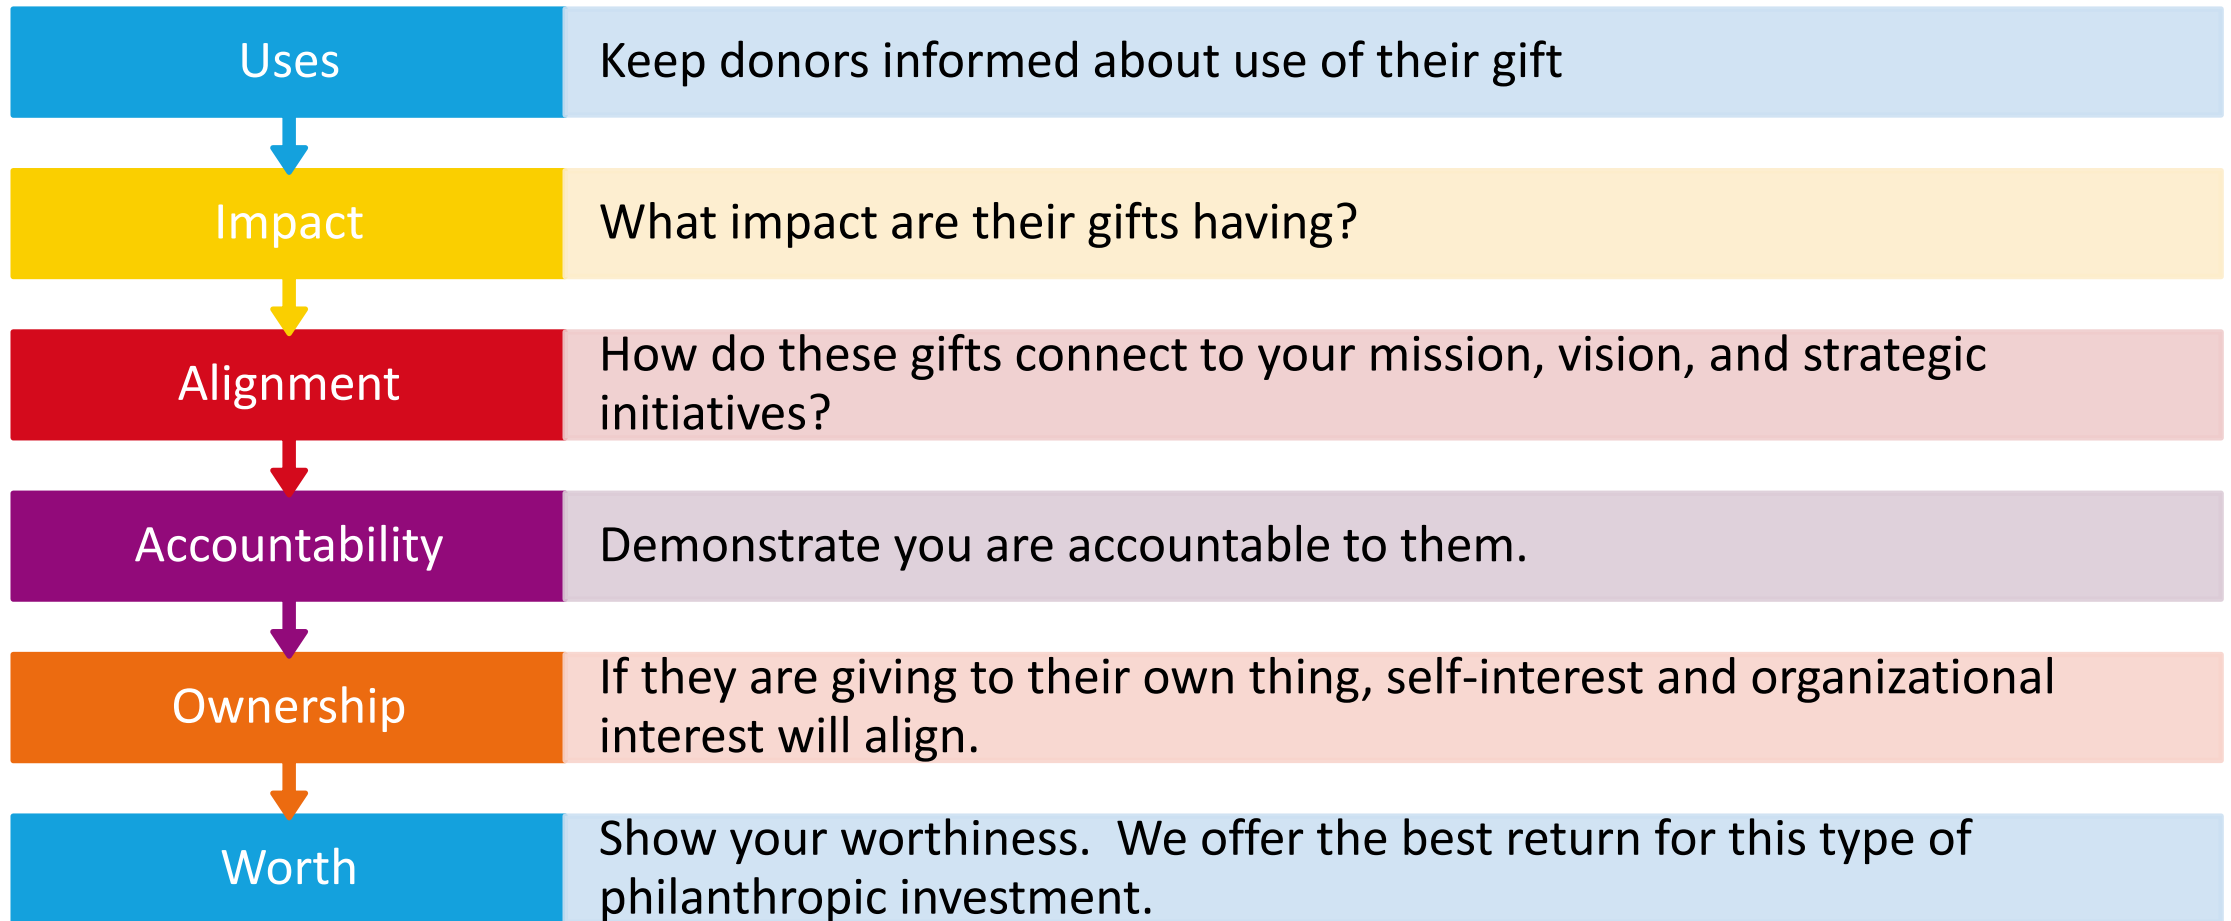 Uses
Keep donors informed about use of their gift
Impact
What impact are their gifts having?
Alignment
How do these gifts connect to your mission, vision, and strategic
initiatives?
Accountability
Demonstrate you are accountable to them.
Ownership
If they are giving to their own thing, self-interest and organizational
interest will align.
Worth
Show your worthiness.  We offer the best return for this type of
philanthropic investment.